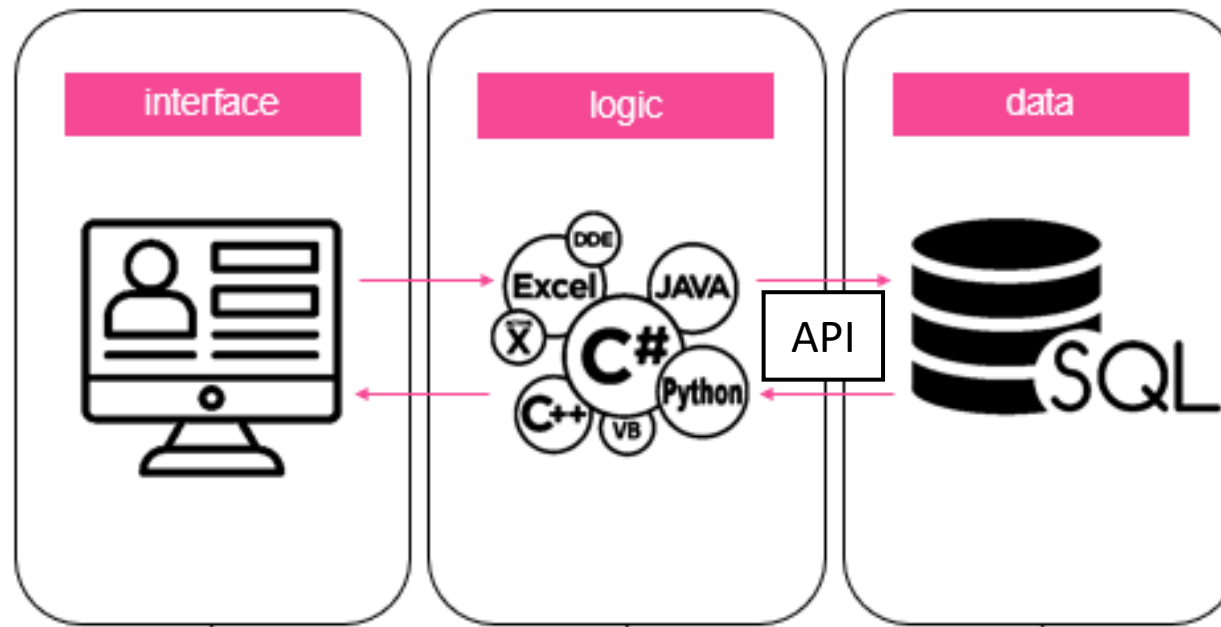 interface
logic
data
DDE
Excel
JAVA
X
C#
API
Python
C++
VB
SQL